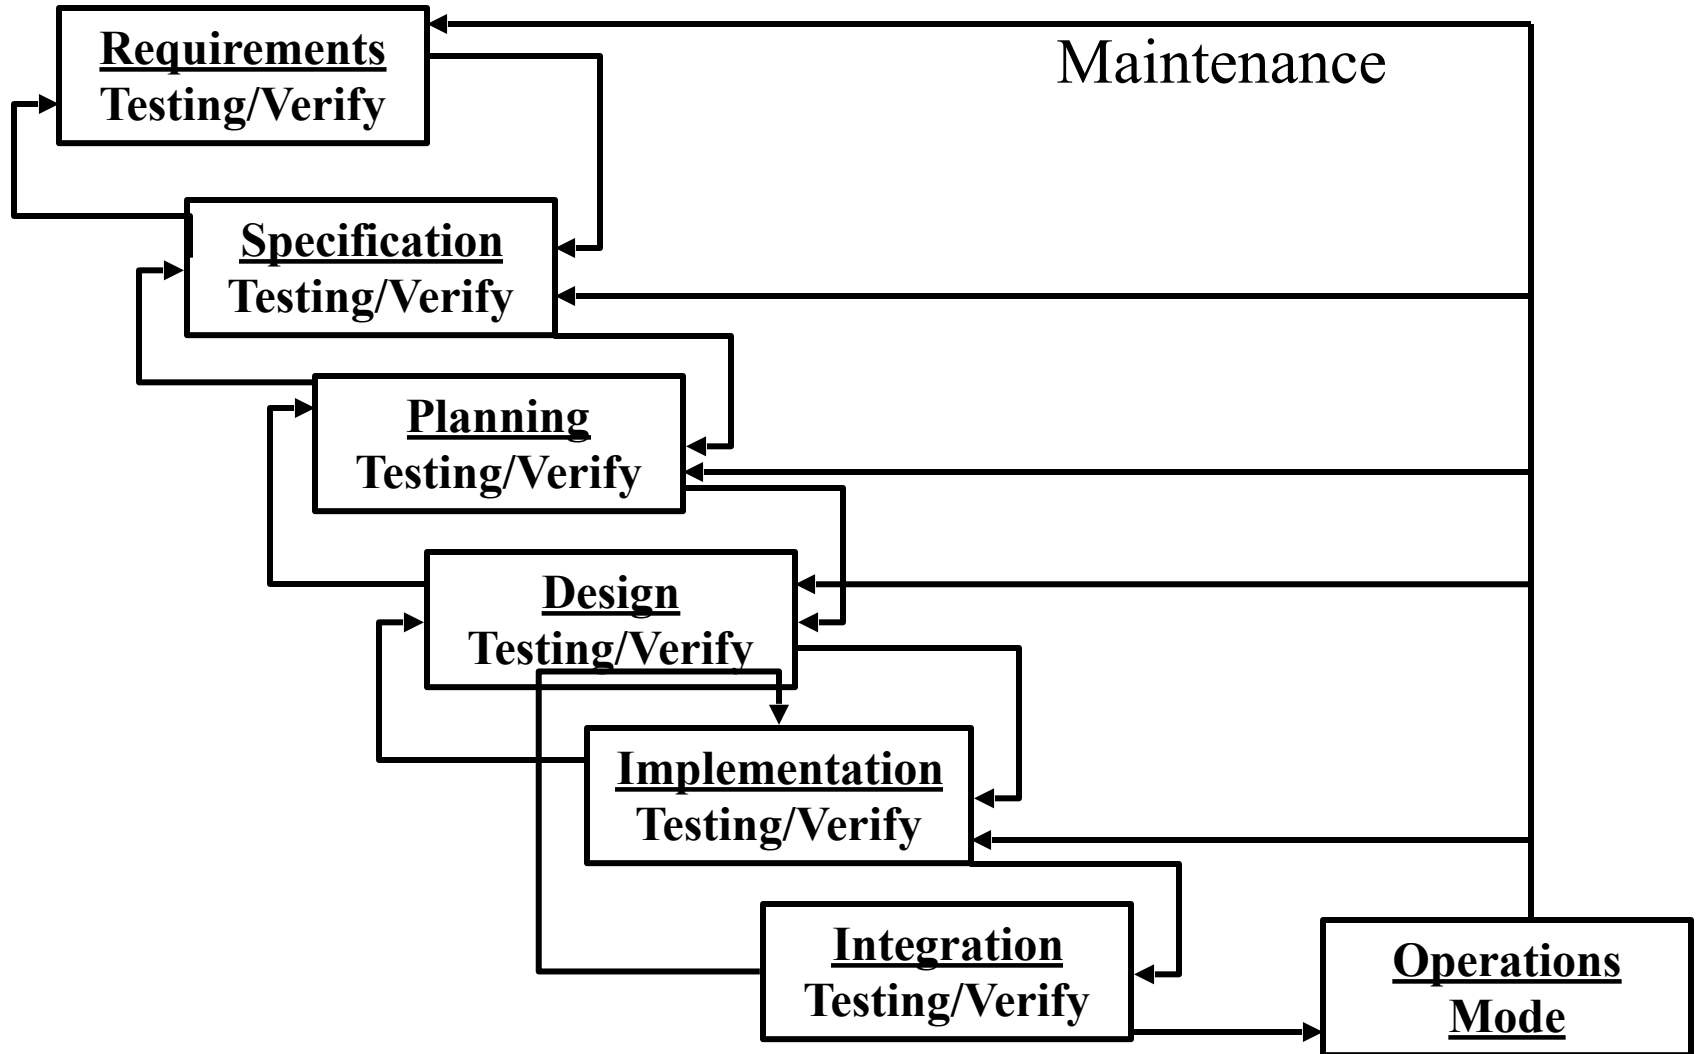 Requirements
Testing/Verify
Maintenance
Specification
Testing/Verify
Planning
Testing/Verify
Design
Testing/Verify
Implementation
Testing/Verify
Integration
Testing/Verify
Operations
Mode